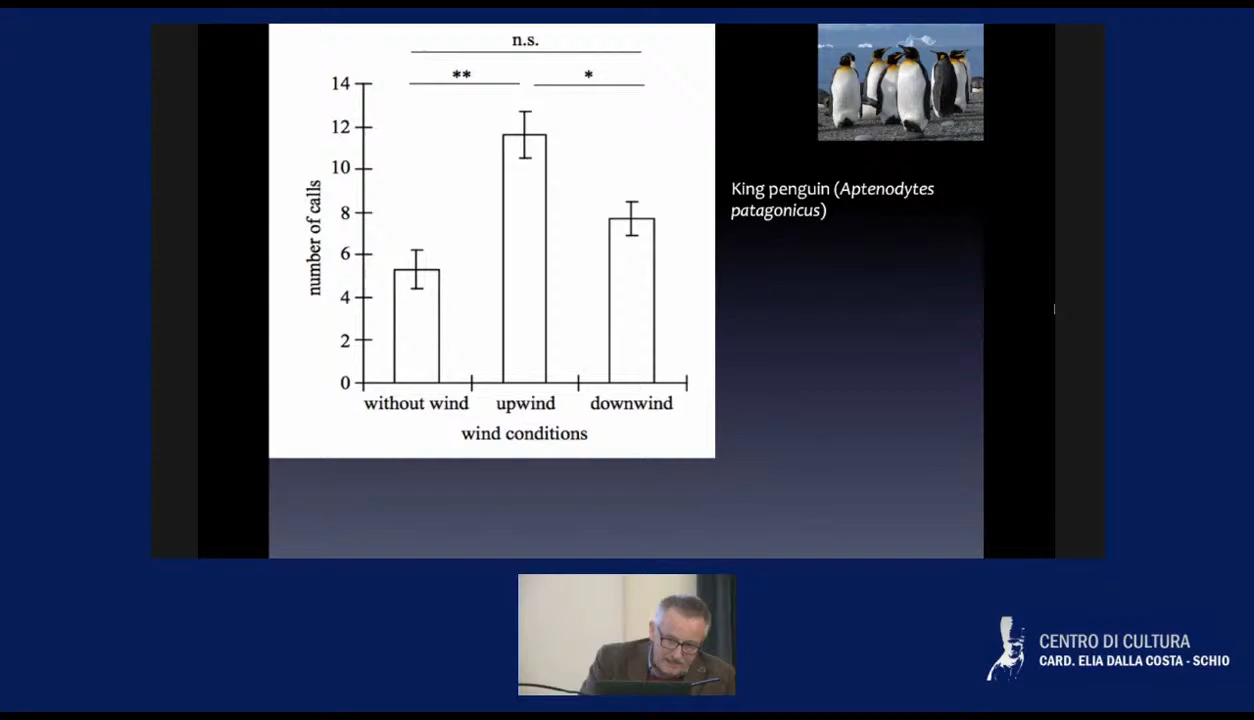 n.s.
** *
14
12
10
8
6
4
2
0
number of calls
without wind upwind downwind
wind conditions
King penguin (Aptenodytes
patagonicus)
CENTRO DI CULTURA
CARD. ELIA DALLA COSTA - SCHIO